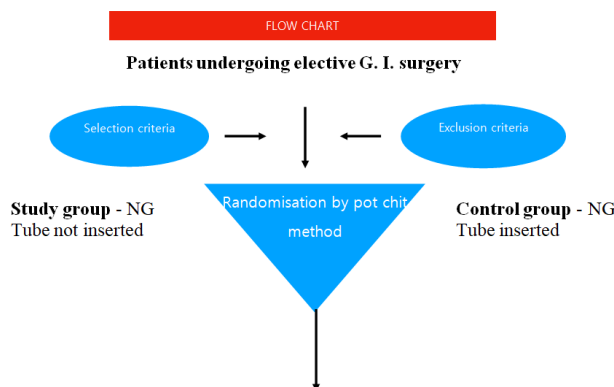 FLOW CHART
Patients undergoing elective G. I. surgery
Selection criteria
Exclusion criteria
Randomisation by pot chit
method
Study group - NG
Tube not inserted
Control group - NG
Tube inserted